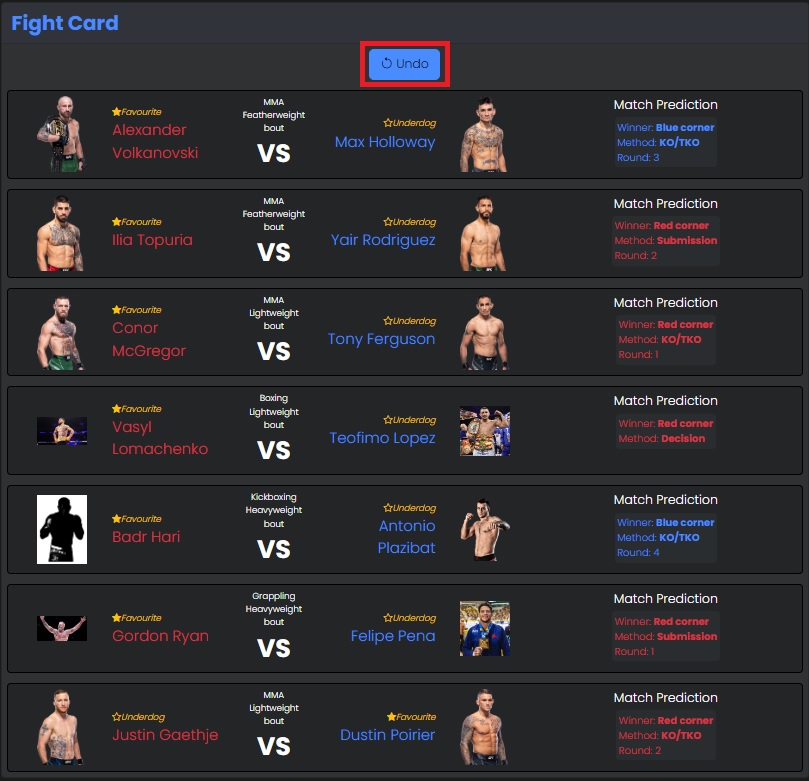 Fight Card
Undo
Favourite
Alexander
Volkanovski
MMA
Featherweight
bout
VS
Underdog
Max Holloway
Match Prediction
Winner: Blue corner
Method: KO/TKO
Round: 3
Favourite
Ilia Topuria
MMA
Featherweight
bout
VS
Underdog
Yair Rodriguez
Match Prediction
Winner: Red corner
Method: Submission
Round: 2
Favourite
Conor
McGregor
MMA
Lightweight
bout
VS
Underdog
Tony Ferguson
Match Prediction
Winner: Red corner
Method: KO/TKO
Round: 1
Favourite
Vasyl
Lomachenko
Boxing
Lightweight
bout
VS
Underdog
Teofimo Lopez
Match Prediction
Winner: Red corner
Method: Decision
Favourite
Badr Hari
Kickboxing
Heavyweight
bout
VS
Underdog
Antonio
Plazibat
Match Prediction
Winner: Blue corner
Method: KO/TKO
Round: 4
Favourite
Gordon Ryan
Grappling
Heavyweight
bout
VS
Underdog
Felipe Pena
Match Prediction
Winner: Red corner
Method: Submission
Round: 1
Underdog
Justin Gaethje
MMA
Lightweight
bout
VS
Favourite
Dustin Poirier
Match Prediction
Winner: Red corner
Method: KO/TKO
Round: 2